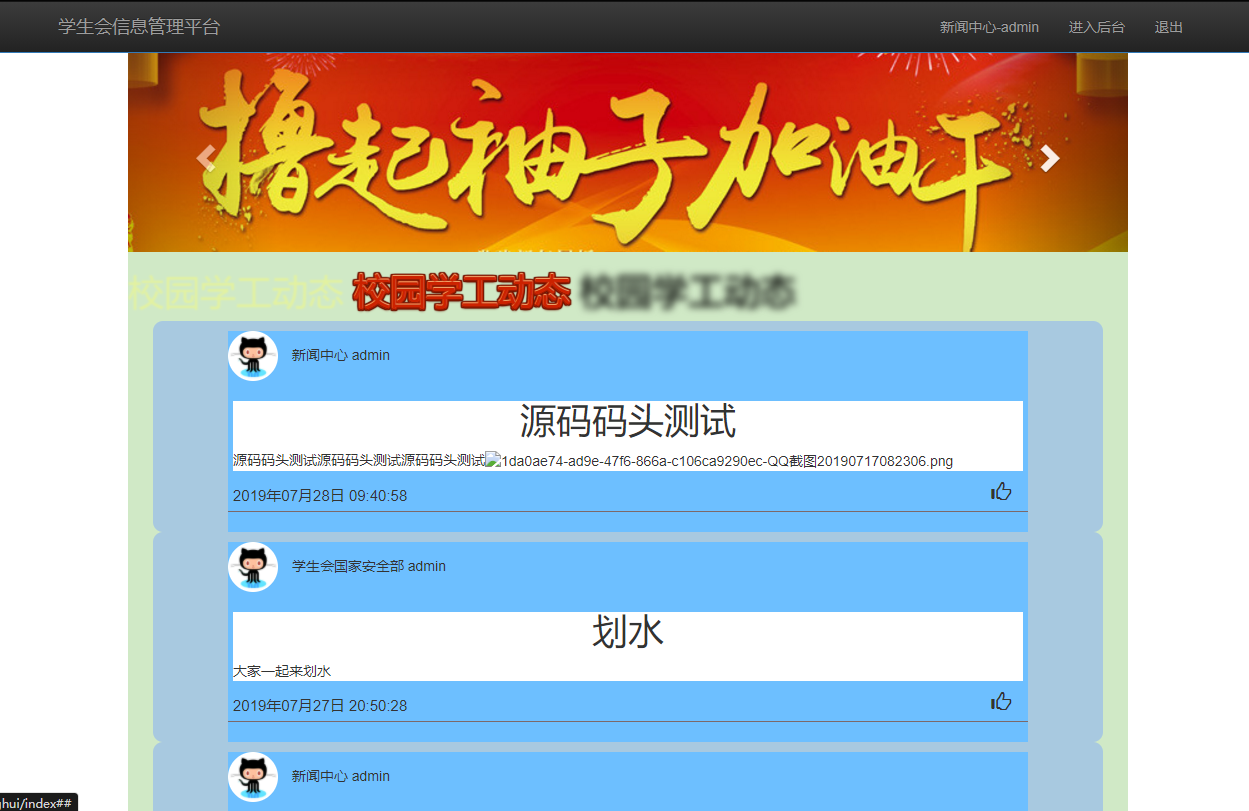 学生会信息管理平台
新闻中心-admin 进入后台 退出
撸起袖子加油干
校园学工动态 校园学工动态 校园学工动态
新闻中心 admin
源码码头测试
源码码头测试源码码头测试源码码头测试1da0ae74-ad9e-47f6-866a-c106ca9290ec-QQ截图20190717082306.png
2019年07月28日 09:40:58
学生会国家安全部 admin
划水
大家一起来划水
2019年07月27日 20:50:28
新闻中心 admin
hui/index##